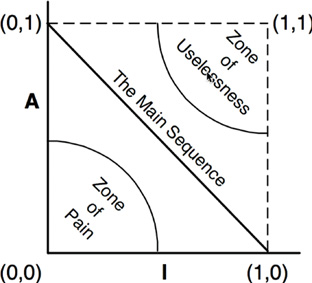 (0,1)
(1,1)
Zone
of
Uselessness
A
The Main Sequence
Zone
of
Pain
(0,0)
I
(1,0)